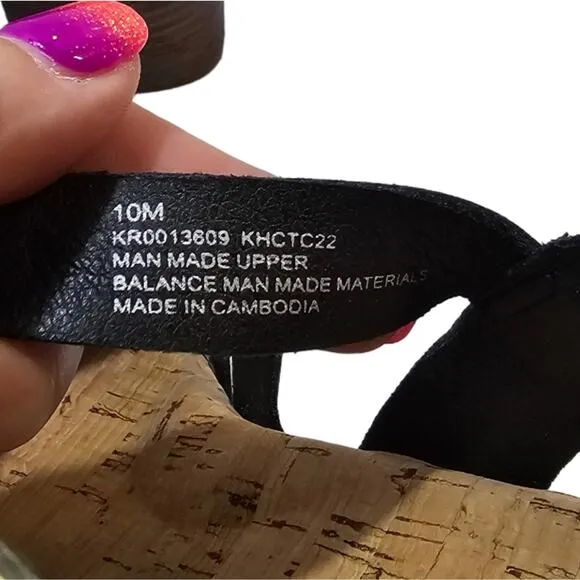 10M
KR0013609 KHCTC22
MAN MADE UPPER
BALANCE MAN MADE MATERIALS
MADE IN CAMBODIA